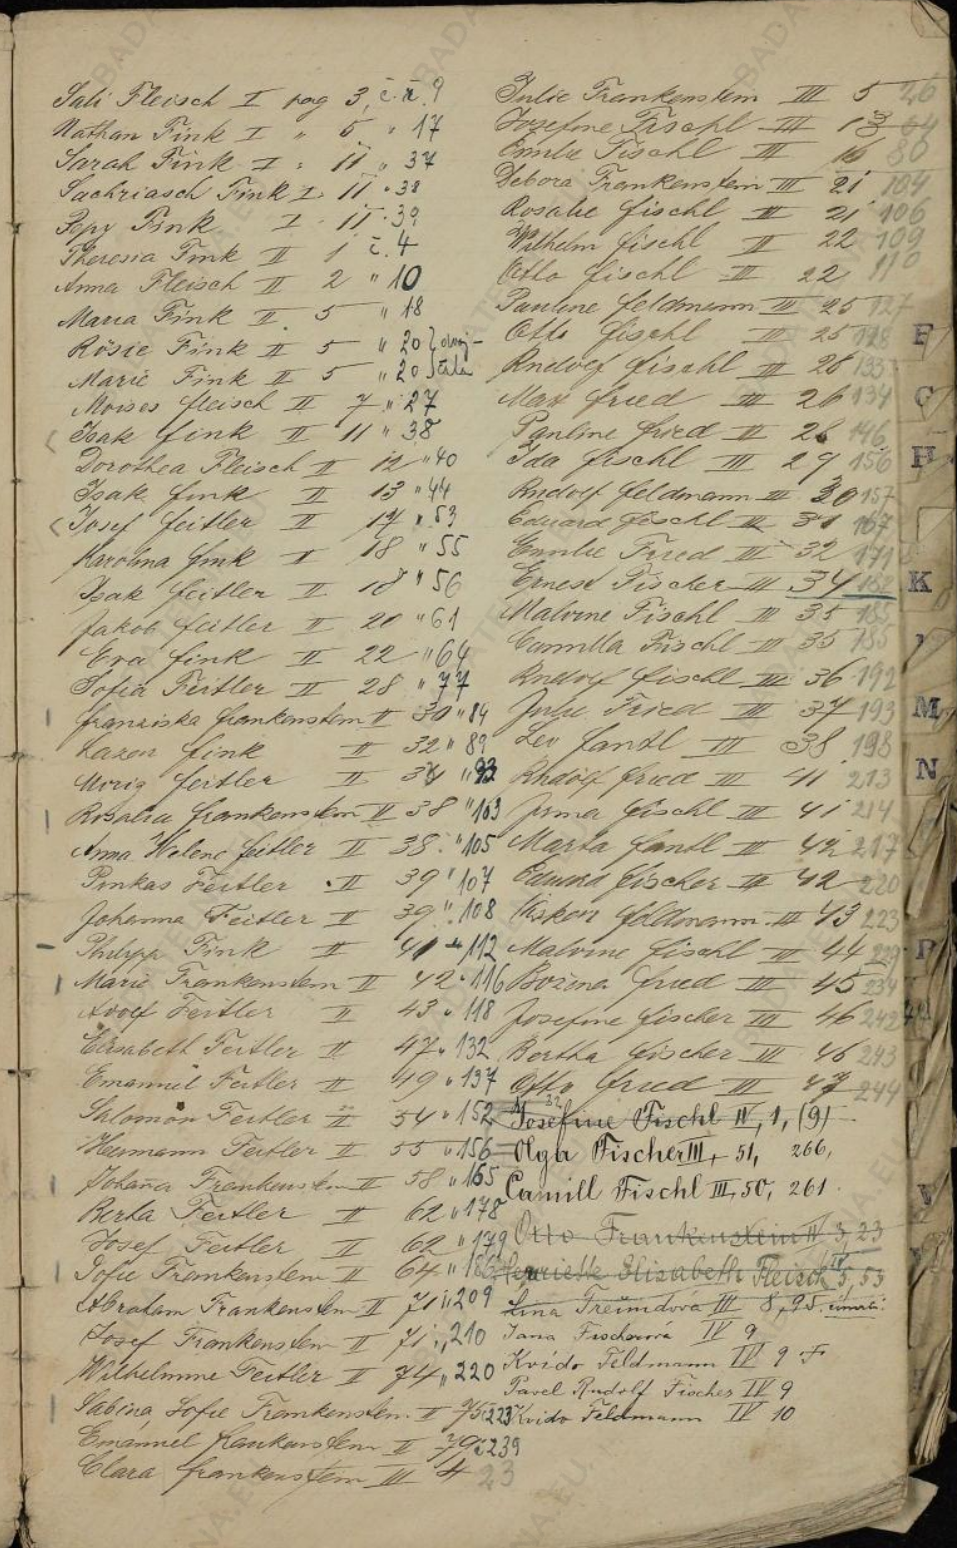 Sali Fleisch I pag 3, č. ř. 9
Nathan Fink I " 5 " 17
Sarah Fink I " 11 " 37
Sachriasch Fink I 11 " 38
Pepy Fink I 11 " 39
Theresia Fink II 1 č. 4
Anna Fleisch II 2 " 10
Maria Fink II 5 " 18
Rösie Fink II 5 " 20 } dvoj-
Marie Fink II 5 " 20 } čata
Moises Fleisch II 7 " 27
Isak Fink II 11 " 38
Dorothea Fleisch II 12 " 40
Isak Fink II 13 " 44
Josef Feitler II 17 " 53
Karolina Fink II 18 " 55
Isak Feitler II 18 " 56
Jakob Feitler II 20 " 61
Eva Fink II 22 " 64
Sofia Feitler II 28 " 77
Franziska Frankenstein II 30 " 84
Lazar Fink II 32 " 89
Moriz Feitler II 34 " 93
Rosalia Frankenstein II 38 " 103
Anna Helene Feitler II 38 " 105
Pinkas Feitler II 39 " 107
Johanna Feitler II 39 " 108
Philipp Fink II 41 " 112
Marie Frankenstein II 42 " 116
Adolf Feitler II 43 " 118
Elisabeth Feitler II 47 " 132
Emanuel Feitler II 49 " 137
Salomon Feitler II 54 " 152
Hermann Feitler II 55 " 156
Johanna Frankenstein II 58 " 165
Berta Feitler II 62 " 178
Josef Feitler II 62 " 179
Sofie Frankenstein II 64 "
Abraham Frankenstein II 71 " 209
Josef Frankenstein II 71 " 210
Wilhelmine Feitler II 74 " 220
Sabina Sofie Frankenstein II 75 " 223
Emanuel Frankenstein II 79 " 239
Clara Frankenstein III 4 23
Julie Frankenstein III 5 26
Josefine Fischl III 13 64
Emilie Fischl III 16 80
Debora Frankenstein III 21 104
Rosalie Fischl III 21 106
Wilhelm Fischl III 22 109
Otto Fischl III 22 110
Pauline Feldmann III 25 127
Otto Fischl III 25 128
Rudolf Fischl III 26 133
Max Fried III 26 134
Pauline Fried III 28 146
Ida Fischl III 29 156
Rudolf Feldmann III 30 157
Eduard Fischl III 31 167
Emilie Fried III 32 171
Ernest Fischer III 34 182
Malvine Fischl III 35 185
Camilla Fischl III 35 185
Rudolf Fischl III 36 192
Julie Fried III 37 193
Leo Fantl III 38 198
Rudolf Fried III 41 213
Irma Fischl III 41 214
Marta Fantl III 42 217
Fischer III 42 220
Feldmann III 43 223
Malvine Fischl III 44 229
Božena Fried III 45 234
Josefine Fischer III 46 242
Bertha Fischer III 46 243
Otto Fried III 47 244
Josefine Fischl IV, 1, (9)
Olga Fischer III, 51, 266,
Camill Fischl III, 50, 261.
Otto Frankenstein II 3, 23
Henriette Elisabeth Fleisch IV 5, 53
Lina Freundová III 8, 95.
Jana Fischerová IV 9
Kvido Feldmann IV 9
Pavel Rudolf Fischer IV 9
Kvido Feldmann IV 10
F
G
H
K
M
N
P
V